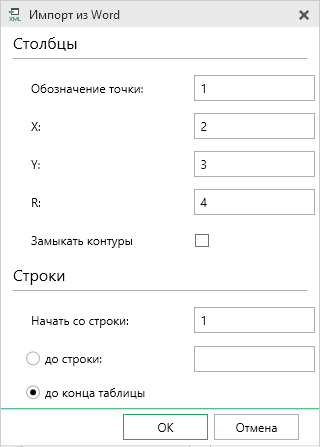 XML Импорт из Word
Столбцы
Обозначение точки: 1
X: 2
Y: 3
R: 4
Замыкать контуры
Строки
Начать со строки: 1
до строки:
до конца таблицы
ОК Отмена